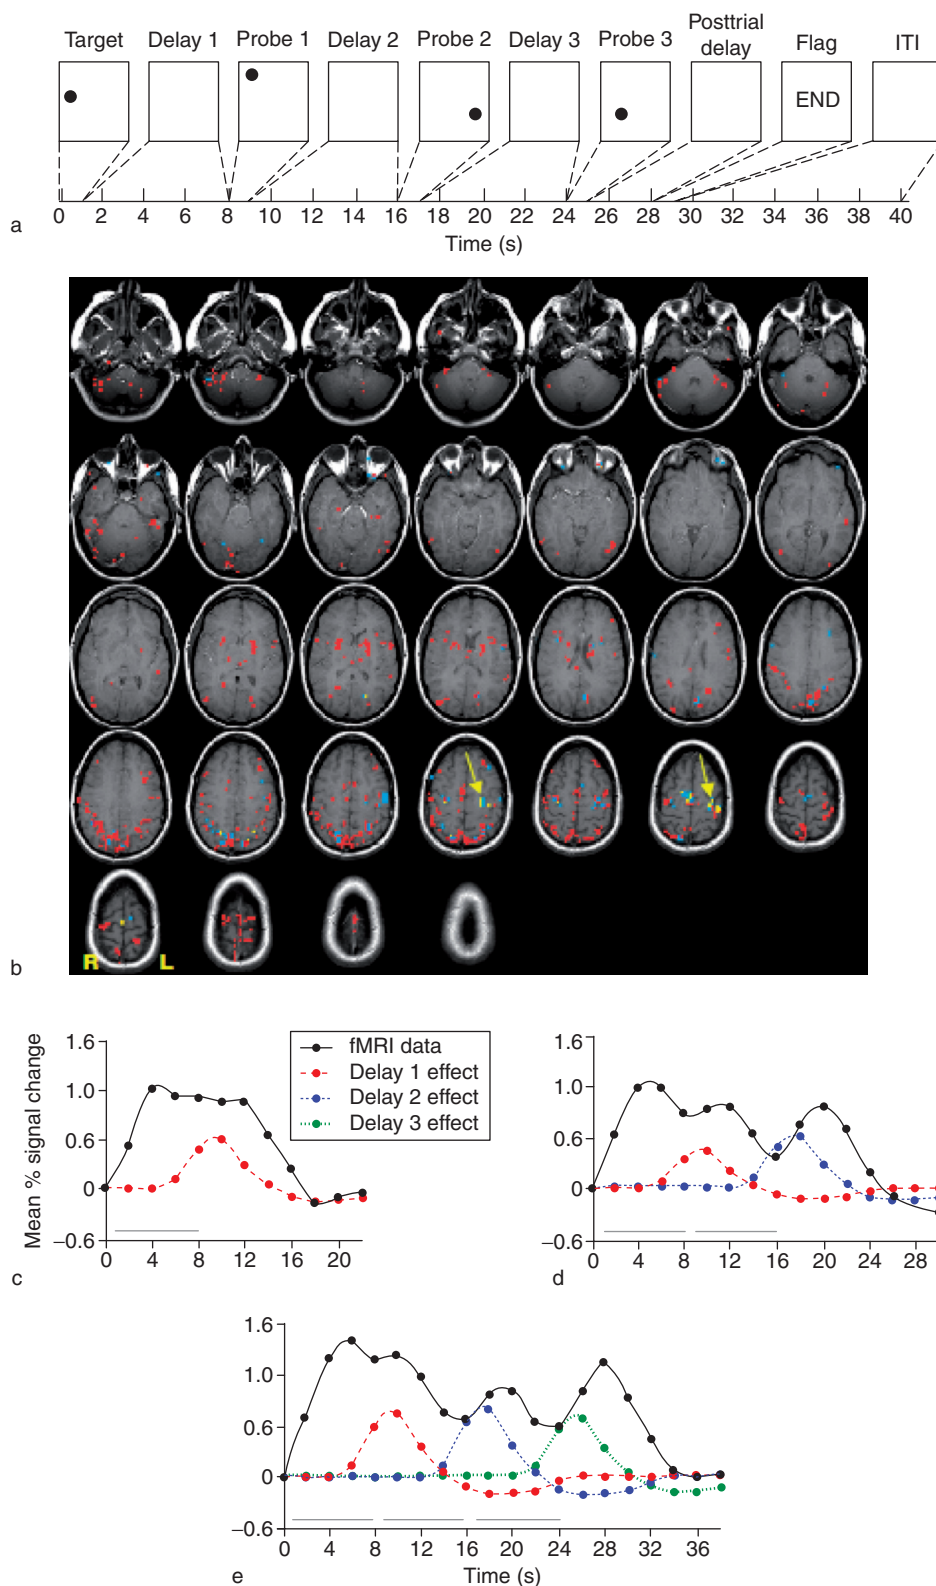 Target Delay 1 Probe 1 Delay 2 Probe 2 Delay 3 Probe 3 Posttrial delay Flag ITI
END
0 2 4 6 8 10 12 14 16 18 20 22 24 26 28 30 32 34 36 38 40
a
Time (s)
b
R L
1.6
1.0
0.6
0
−0.6
Mean % signal change
0 4 8 12 16 20
c
fMRI data
Delay 1 effect
Delay 2 effect
Delay 3 effect
1.6
1.0
0.6
0
−0.6
0 4 8 12 16 20 24 28
d
1.6
1.0
0.6
0
−0.6
0 4 8 12 16 20 24 28 32 36
e
Time (s)